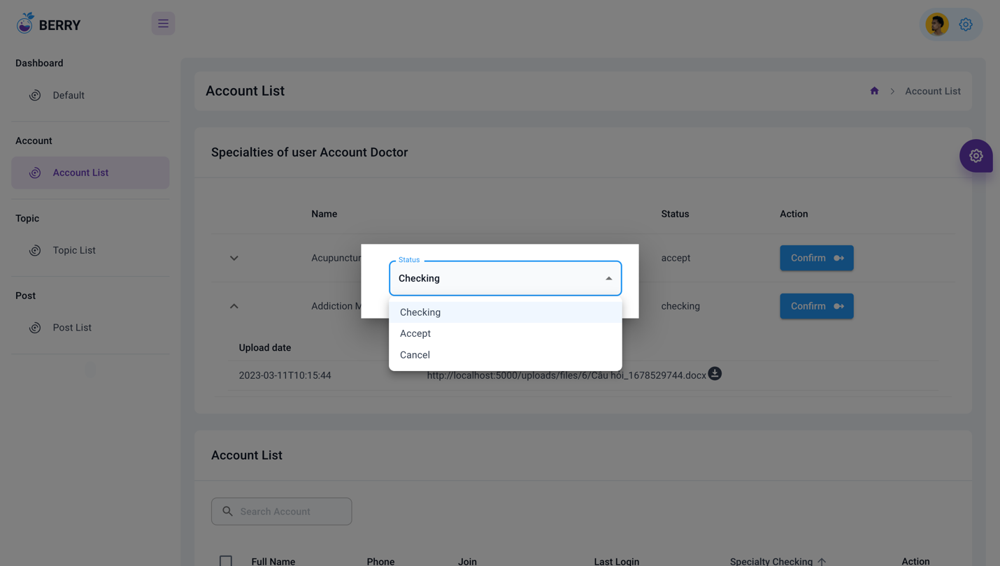 BERRY
Dashboard
Default
Account
Account List
Topic
Topic List
Post
Post List
Account List
Account List
Specialties of user Account Doctor
Name Status Action
Acupunctur accept Confirm
Addiction M checking Confirm
Status
Checking
Checking
Accept
Cancel
Upload date
2023-03-11T10:15:44 http://localhost:5000/uploads/files/6/Câu hỏi_1678529744.docx
Account List
Search Account
Full Name Phone Join Last Login Specialty Checking Action